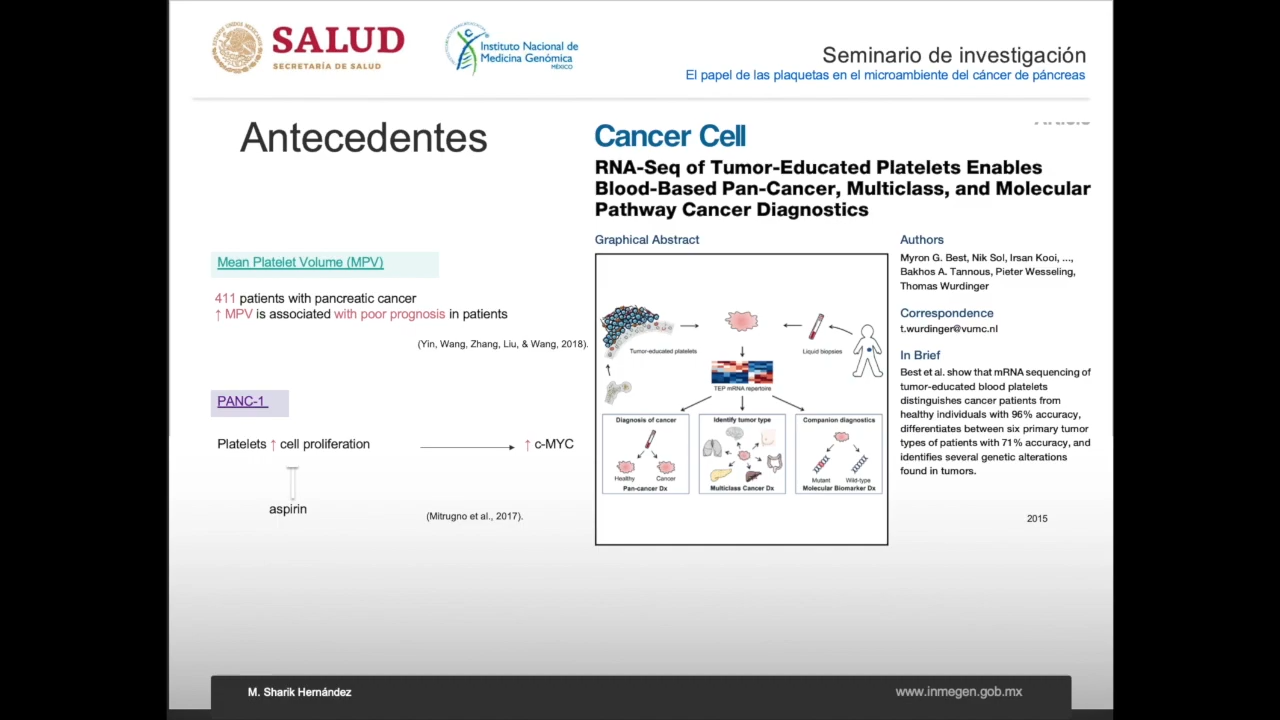 SALUD
SECRETARÍA DE SALUD
Instituto Nacional de
Medicina Genómica
MÉXICO
Seminario de investigación
El papel de las plaquetas en el microambiente del cáncer de páncreas
Antecedentes
Mean Platelet Volume (MPV)
411 patients with pancreatic cancer
↑ MPV is associated with poor prognosis in patients
(Yin, Wang, Zhang, Liu, & Wang, 2018).
PANC-1
Platelets ↑ cell proliferation
↑ c-MYC
aspirin
(Mitrugno et al., 2017).
Cancer Cell
RNA-Seq of Tumor-Educated Platelets Enables
Blood-Based Pan-Cancer, Multiclass, and Molecular
Pathway Cancer Diagnostics
Graphical Abstract
Tumor-educated platelets
Liquid biopsies
TEP mRNA repertoire
Diagnosis of cancer
Healthy
Cancer
Pan-cancer Dx
Identify tumor type
Multiclass Cancer Dx
Companion diagnostics
Mutant
Wild-type
Molecular Biomarker Dx
Authors
Myron G. Best, Nik Sol, Irsan Kooi, ...,
Bakhos A. Tannous, Pieter Wesseling,
Thomas Wurdinger
Correspondence
t.wurdinger@vumc.nl
In Brief
Best et al. show that mRNA sequencing of
tumor-educated blood platelets
distinguishes cancer patients from
healthy individuals with 96% accuracy,
differentiates between six primary tumor
types of patients with 71% accuracy, and
identifies several genetic alterations
found in tumors.
2015
M. Sharik Hernández
www.inmegen.gob.mx